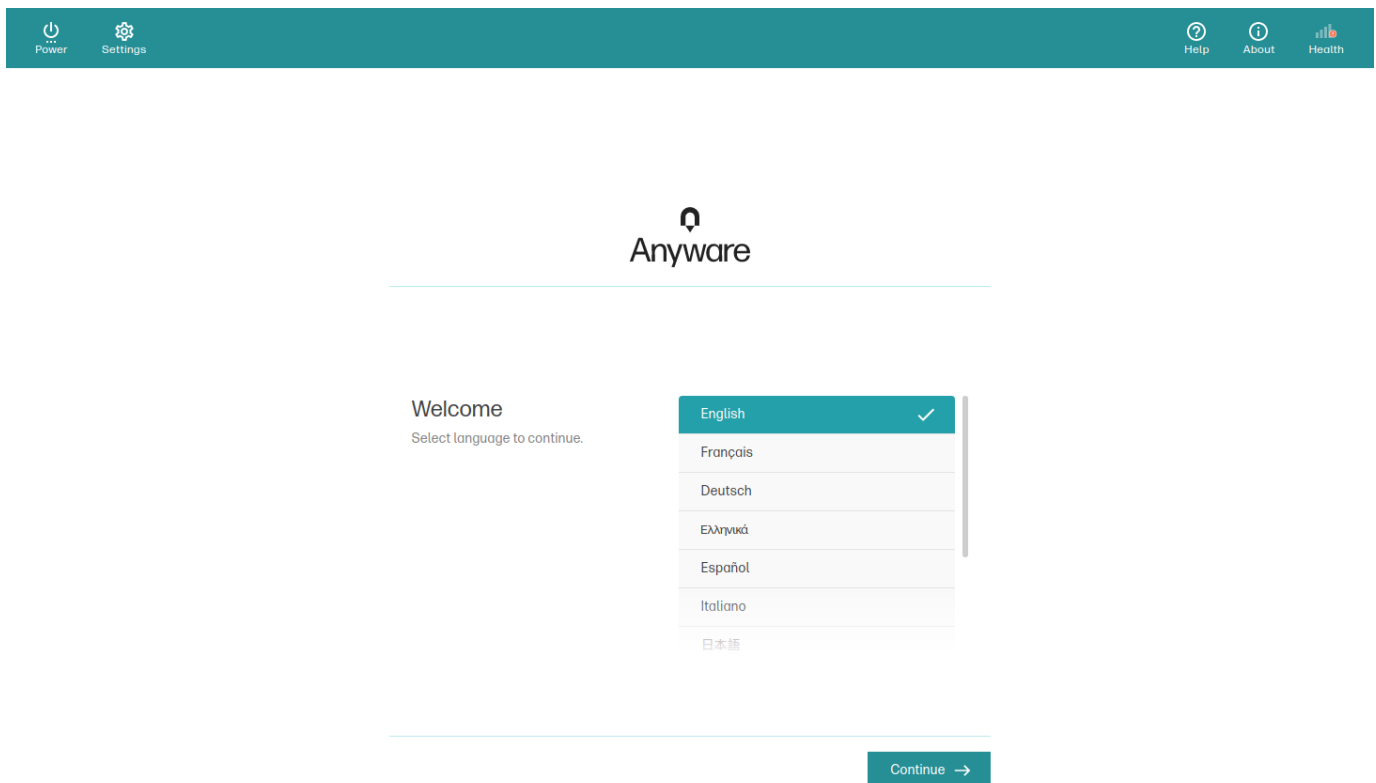 Power
Settings
Help
About
Health
Anyware
Welcome
Select language to continue.
English
Français
Deutsch
Ελληνικά
Español
Italiano
日本語
Continue